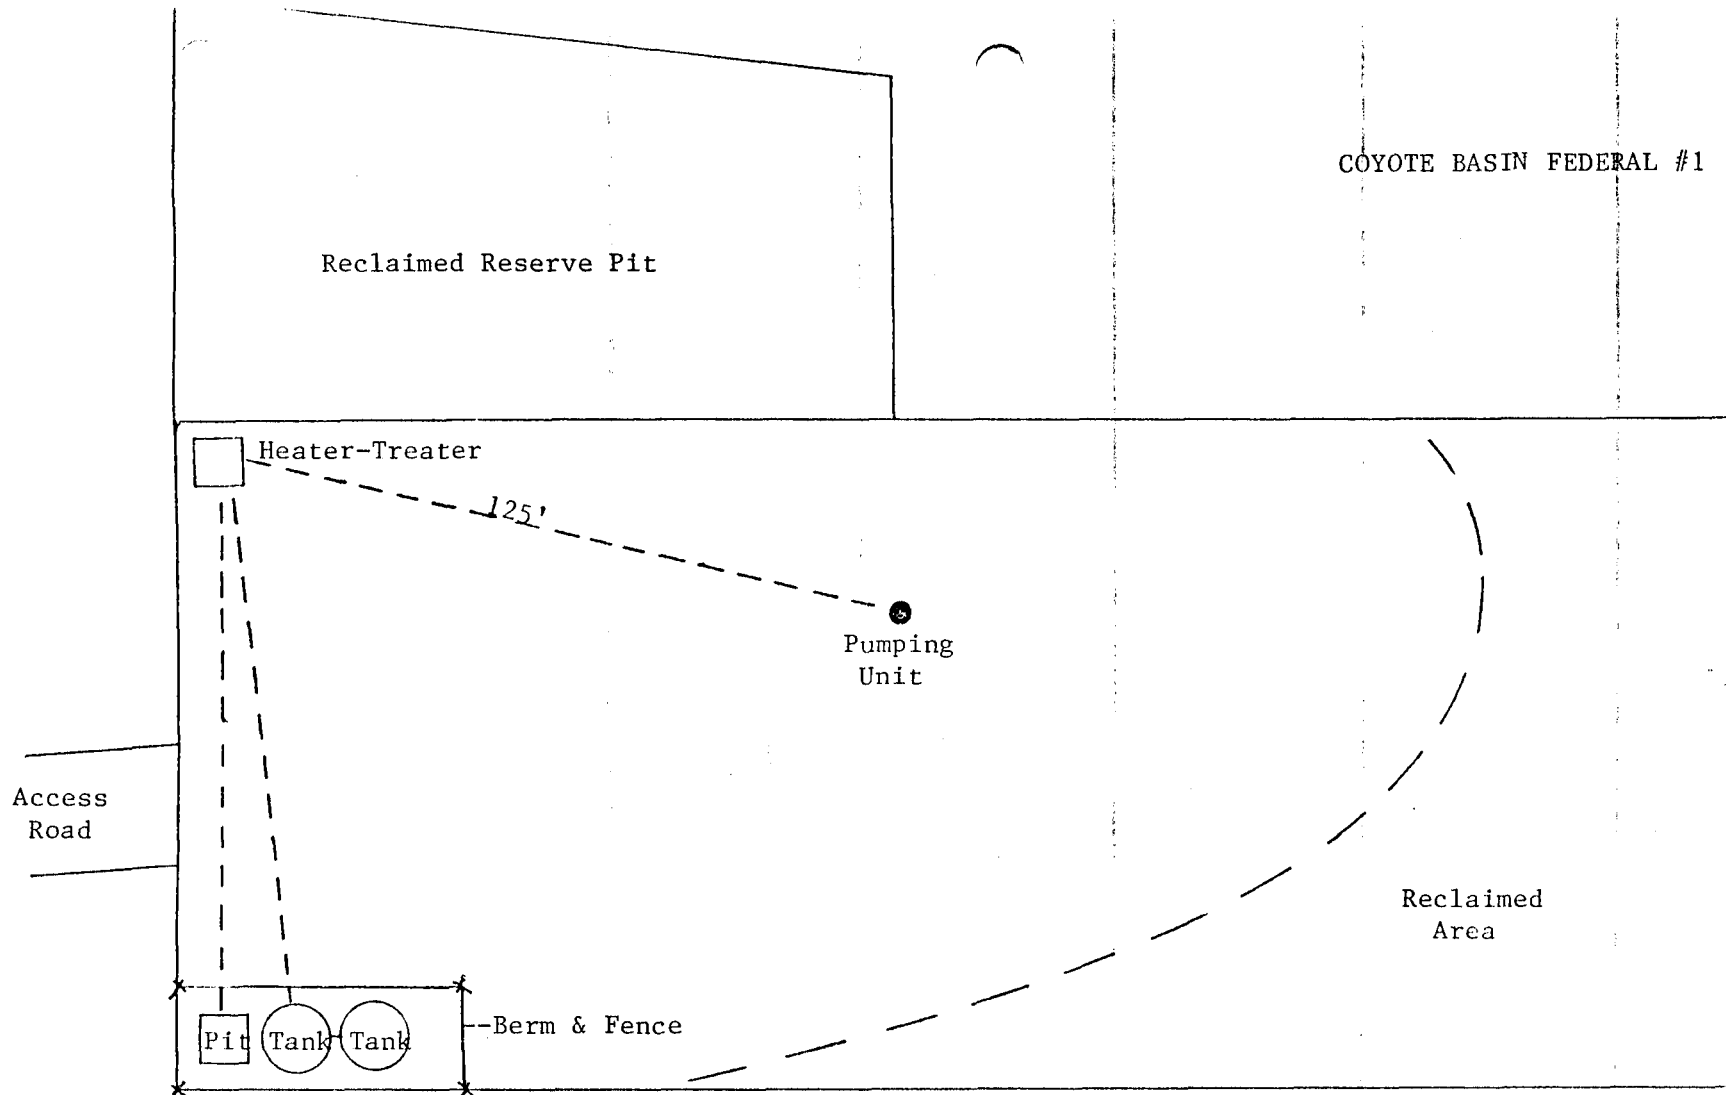 COYOTE BASIN FEDERAL #1
Reclaimed Reserve Pit
Heater-Treater
125'
Pumping
Unit
Access
Road
Reclaimed
Area
Berm & Fence
Pit
Tank
Tank